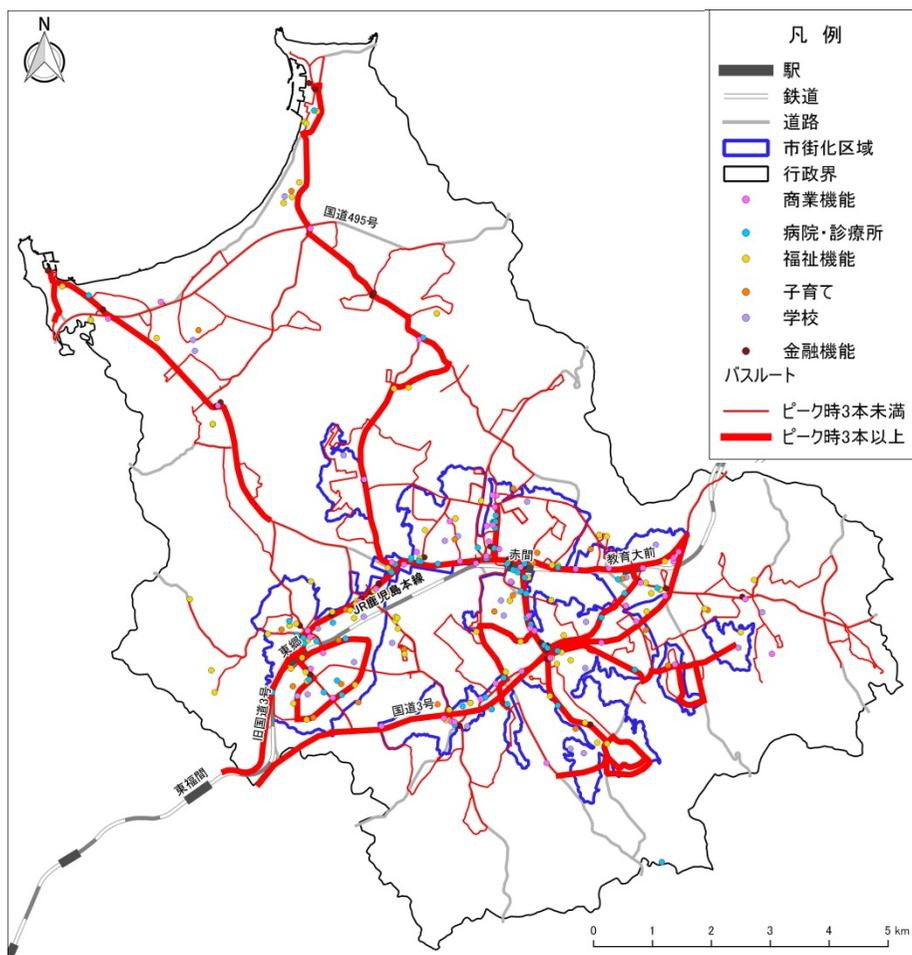 N
凡 例
駅
鉄道
道路
市街化区域
行政界
商業機能
病院・診療所
福祉機能
子育て
学校
金融機能
バスルート
ピーク時3本未満
ピーク時3本以上
国道495号
赤間
教育大前
JR鹿児島本線
東郷
国道3号
旧国道3号
東福間
0 1 2 3 4 5 km